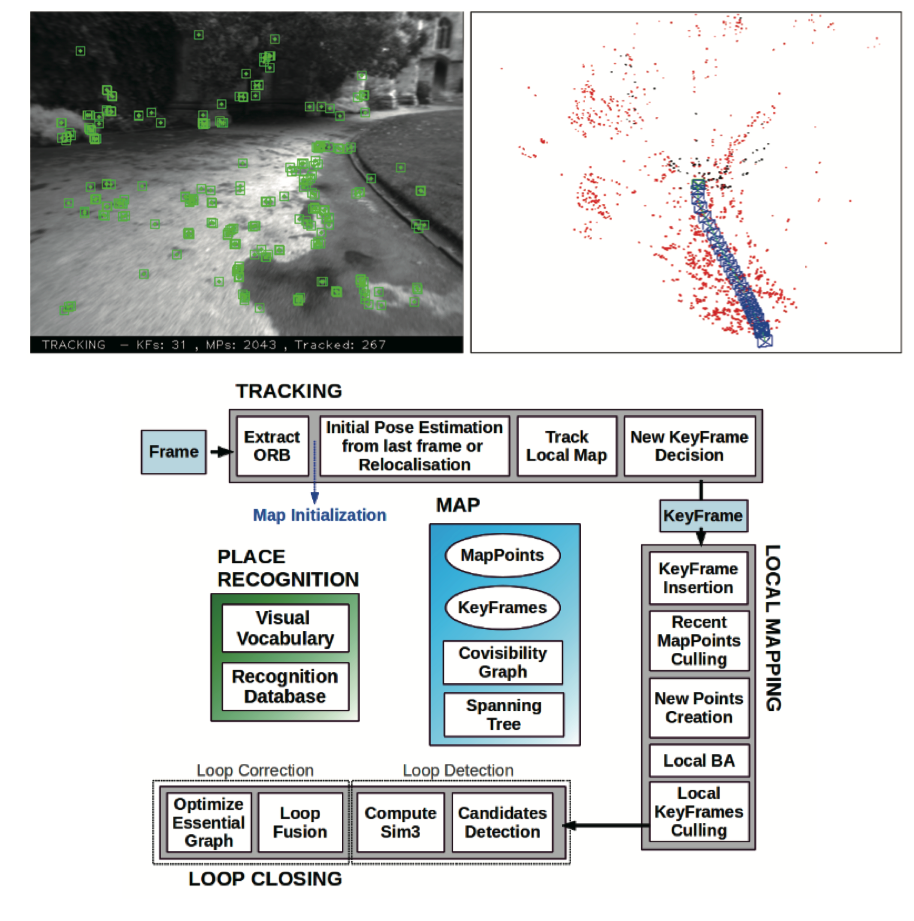 TRACKING — KFs: 31 , MPs: 2043 , Tracked: 267
TRACKING
Frame
Extract
ORB
Initial Pose Estimation
from last frame or
Relocalisation
Track
Local Map
New KeyFrame
Decision
Map Initialization
KeyFrame
PLACE
RECOGNITION
Visual
Vocabulary
Recognition
Database
MAP
MapPoints
KeyFrames
Covisibility
Graph
Spanning
Tree
LOCAL MAPPING
KeyFrame
Insertion
Recent
MapPoints
Culling
New Points
Creation
Local BA
Local
KeyFrames
Culling
Loop Correction
Loop Detection
Optimize
Essential
Graph
Loop
Fusion
Compute
Sim3
Candidates
Detection
LOOP CLOSING